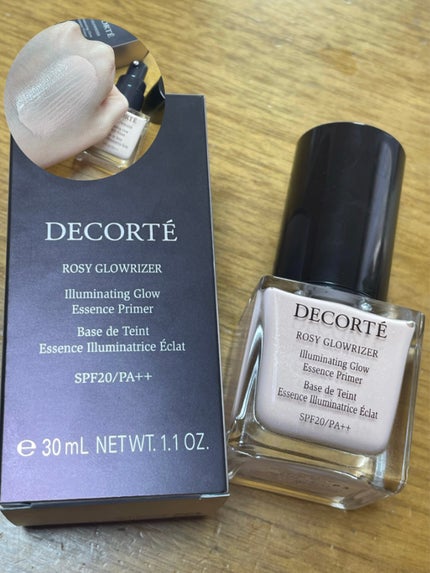 DECORTÉ
ROSY GLOWRIZER
Illuminating Glow
Essence Primer
Base de Teint
Essence Illuminatrice Éclat
SPF20/PA++
℮ 30 mL NET WT. 1.1 OZ.
DECORTÉ
ROSY GLOWRIZER
Illuminating Glow
Essence Primer
Base de Teint
Essence Illuminatrice Éclat
SPF20/PA++